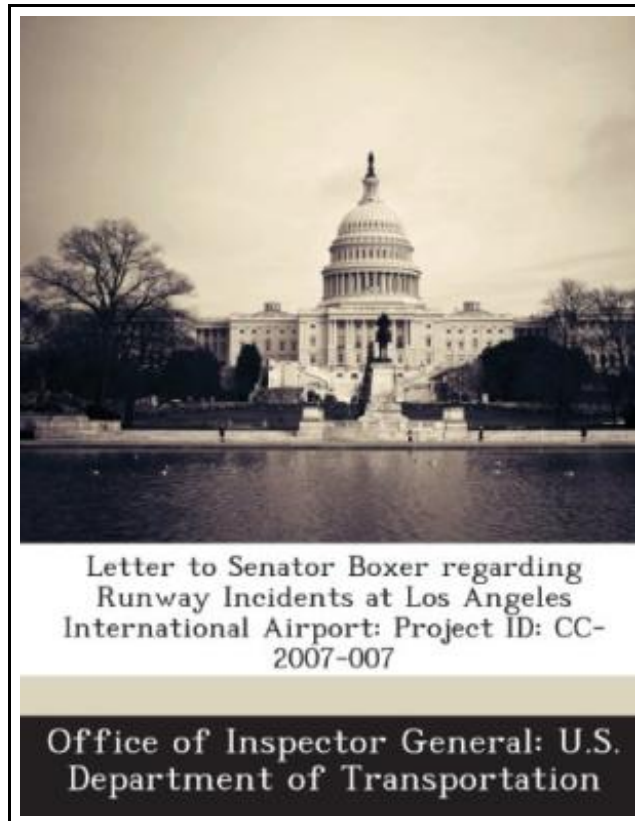 Letter to Senator Boxer regarding
Runway Incidents at Los Angeles
International Airport: Project ID: CC-
2007-007
Office of Inspector General: U.S.
Department of Transportation